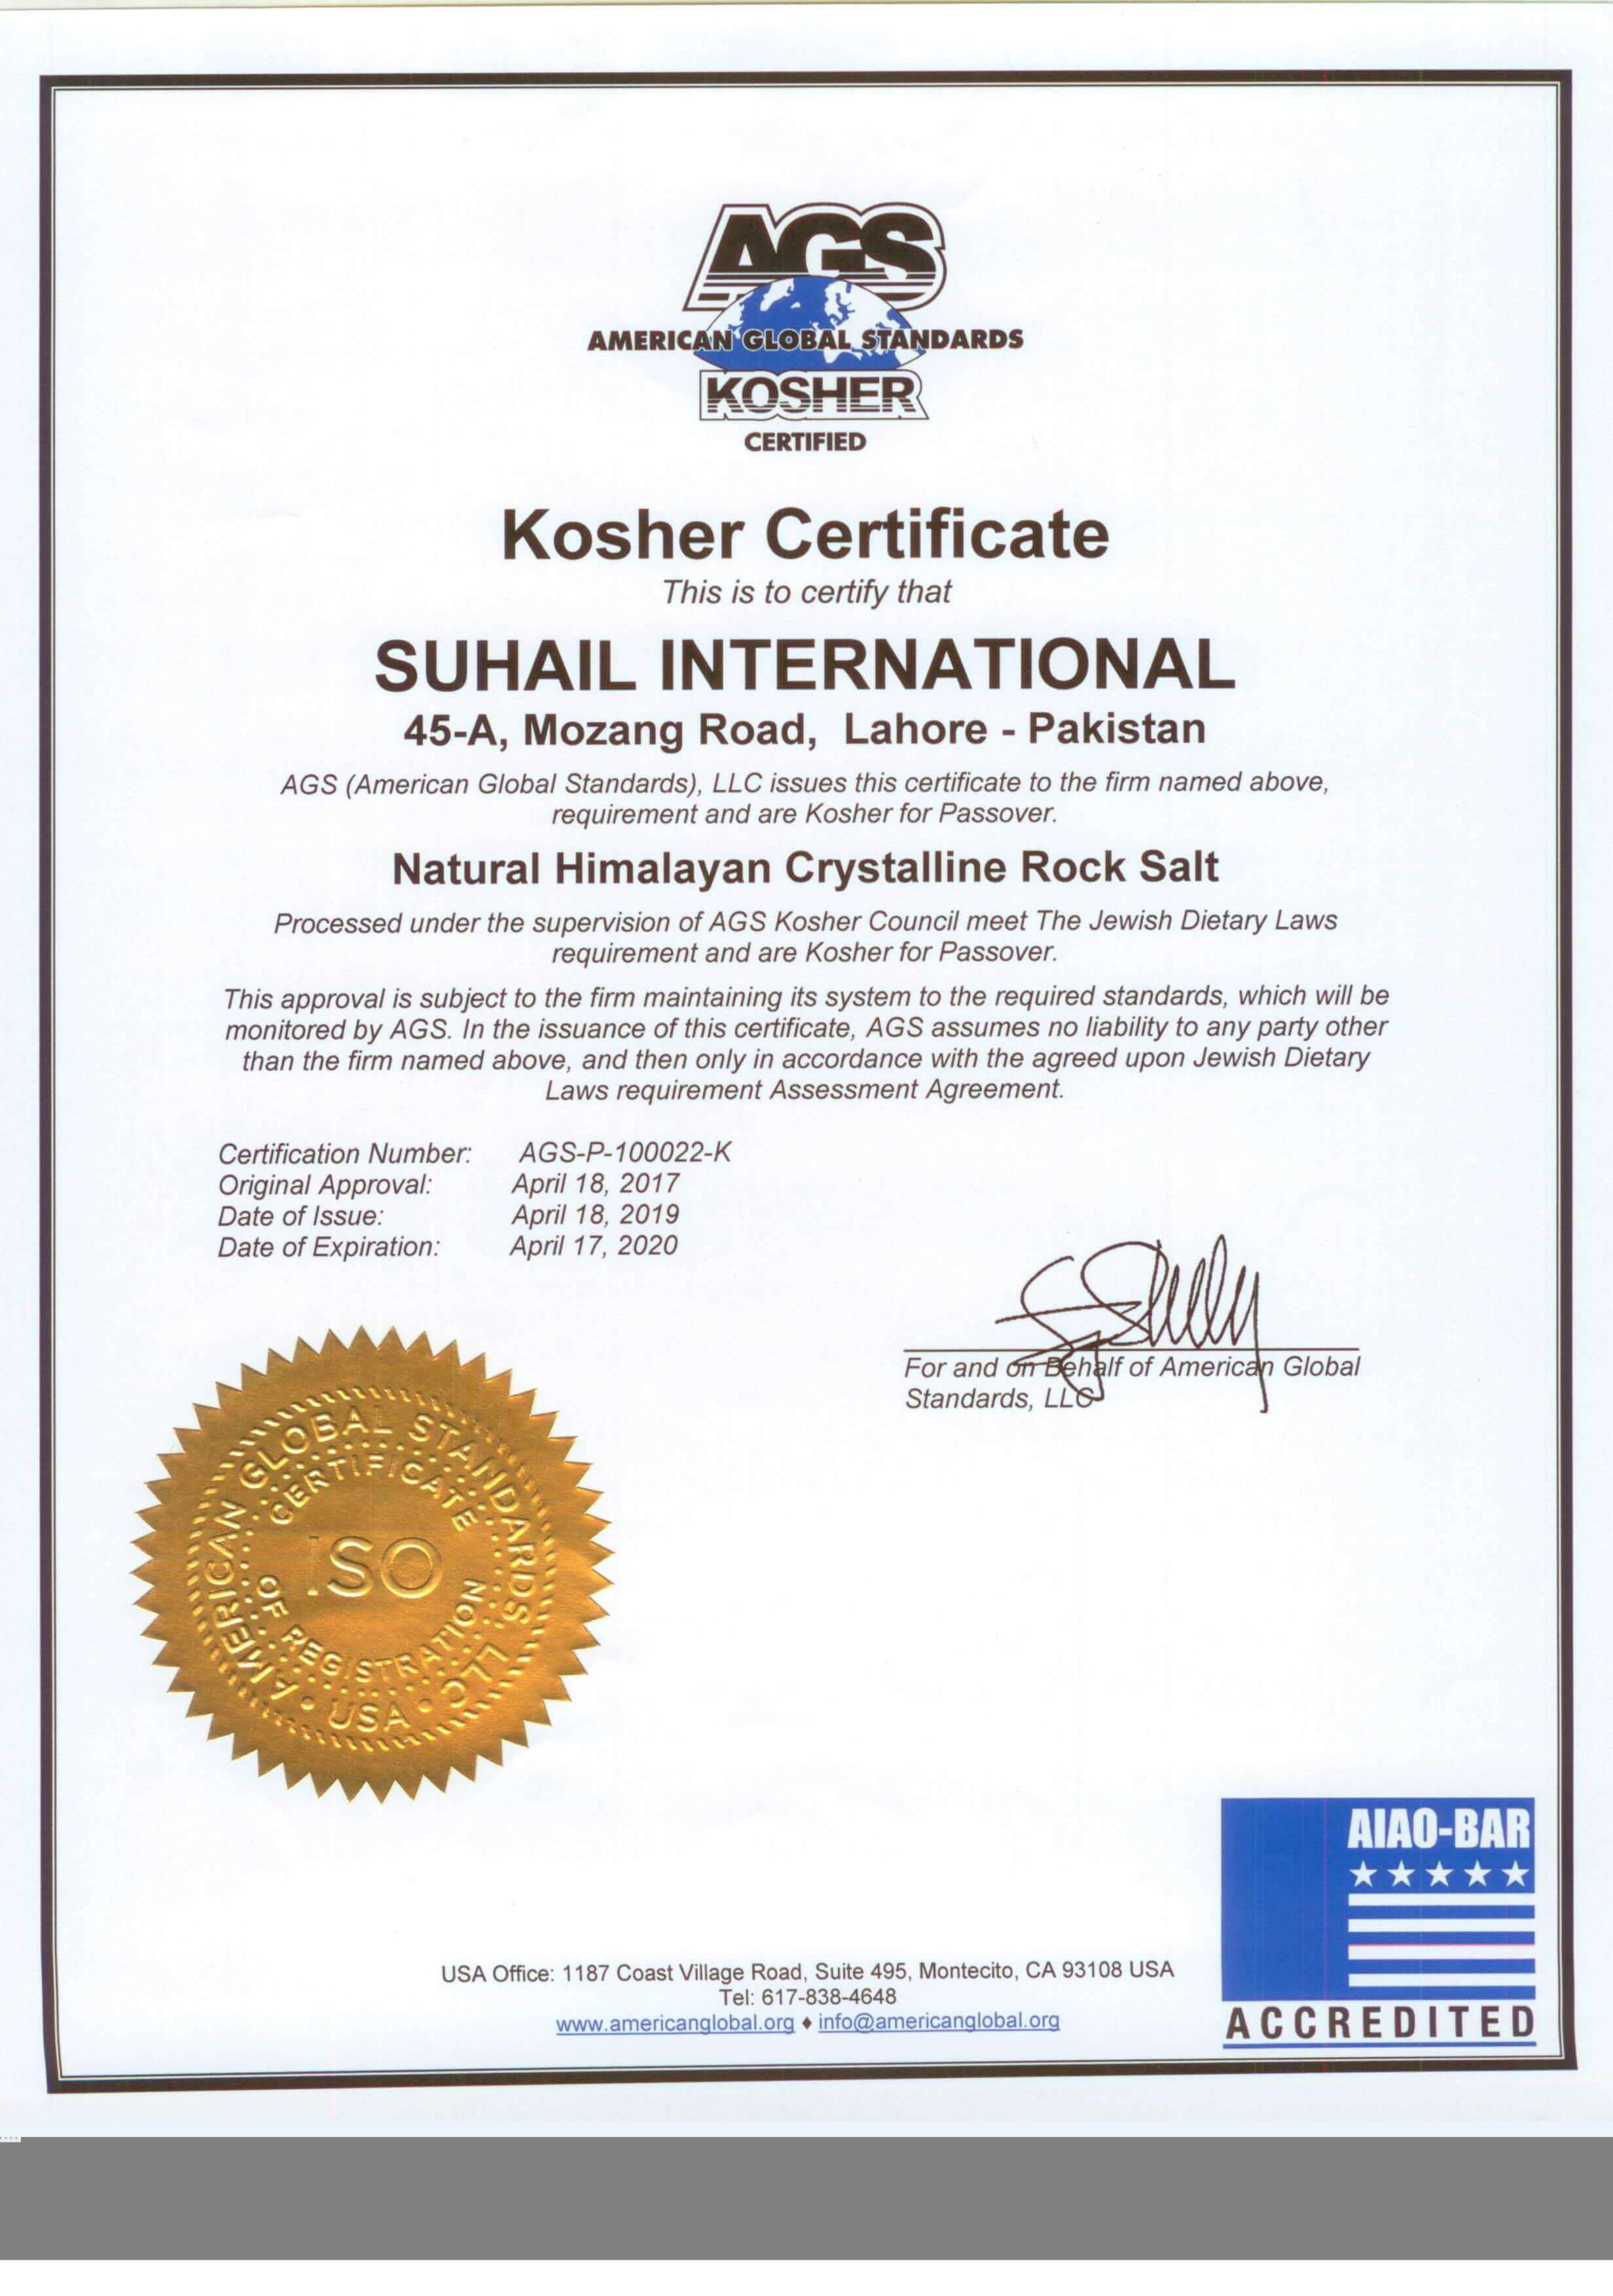 AGS
AMERICAN GLOBAL STANDARDS
KOSHER
CERTIFIED
Kosher Certificate
This is to certify that
SUHAIL INTERNATIONAL
45-A, Mozang Road, Lahore - Pakistan
AGS (American Global Standards), LLC issues this certificate to the firm named above,
requirement and are Kosher for Passover.
Natural Himalayan Crystalline Rock Salt
Processed under the supervision of AGS Kosher Council meet The Jewish Dietary Laws
requirement and are Kosher for Passover.
This approval is subject to the firm maintaining its system to the required standards, which will be
monitored by AGS. In the issuance of this certificate, AGS assumes no liability to any party other
than the firm named above, and then only in accordance with the agreed upon Jewish Dietary
Laws requirement Assessment Agreement.
Certification Number: AGS-P-100022-K
Original Approval: April 18, 2017
Date of Issue: April 18, 2019
Date of Expiration: April 17, 2020
For and on Behalf of American Global
Standards, LLC
AMERICAN GLOBAL STANDARDS LLC
• USA •
CERTIFICATE
ISO
OF REGISTRATION
AIAO-BAR
ACCREDITED
USA Office: 1187 Coast Village Road, Suite 495, Montecito, CA 93108 USA
Tel: 617-838-4648
www.americanglobal.org ♦ info@americanglobal.org